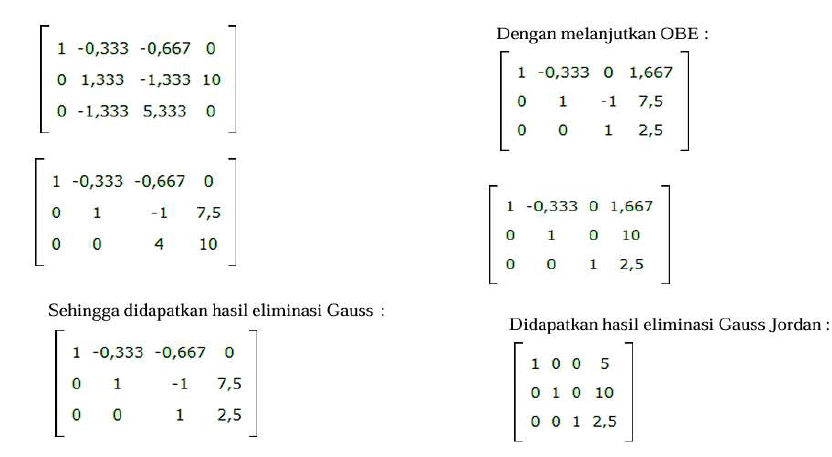 1 -0,333 -0,667 0
0 1,333 -1,333 10
0 -1,333 5,333 0
1 -0,333 -0,667 0
0 1 -1 7,5
0 0 4 10
Sehingga didapatkan hasil eliminasi Gauss :
1 -0,333 -0,667 0
0 1 -1 7,5
0 0 1 2,5
Dengan melanjutkan OBE :
1 -0,333 0 1,667
0 1 -1 7,5
0 0 1 2,5
1 -0,333 0 1,667
0 1 0 10
0 0 1 2,5
Didapatkan hasil eliminasi Gauss Jordan :
1 0 0 5
0 1 0 10
0 0 1 2,5